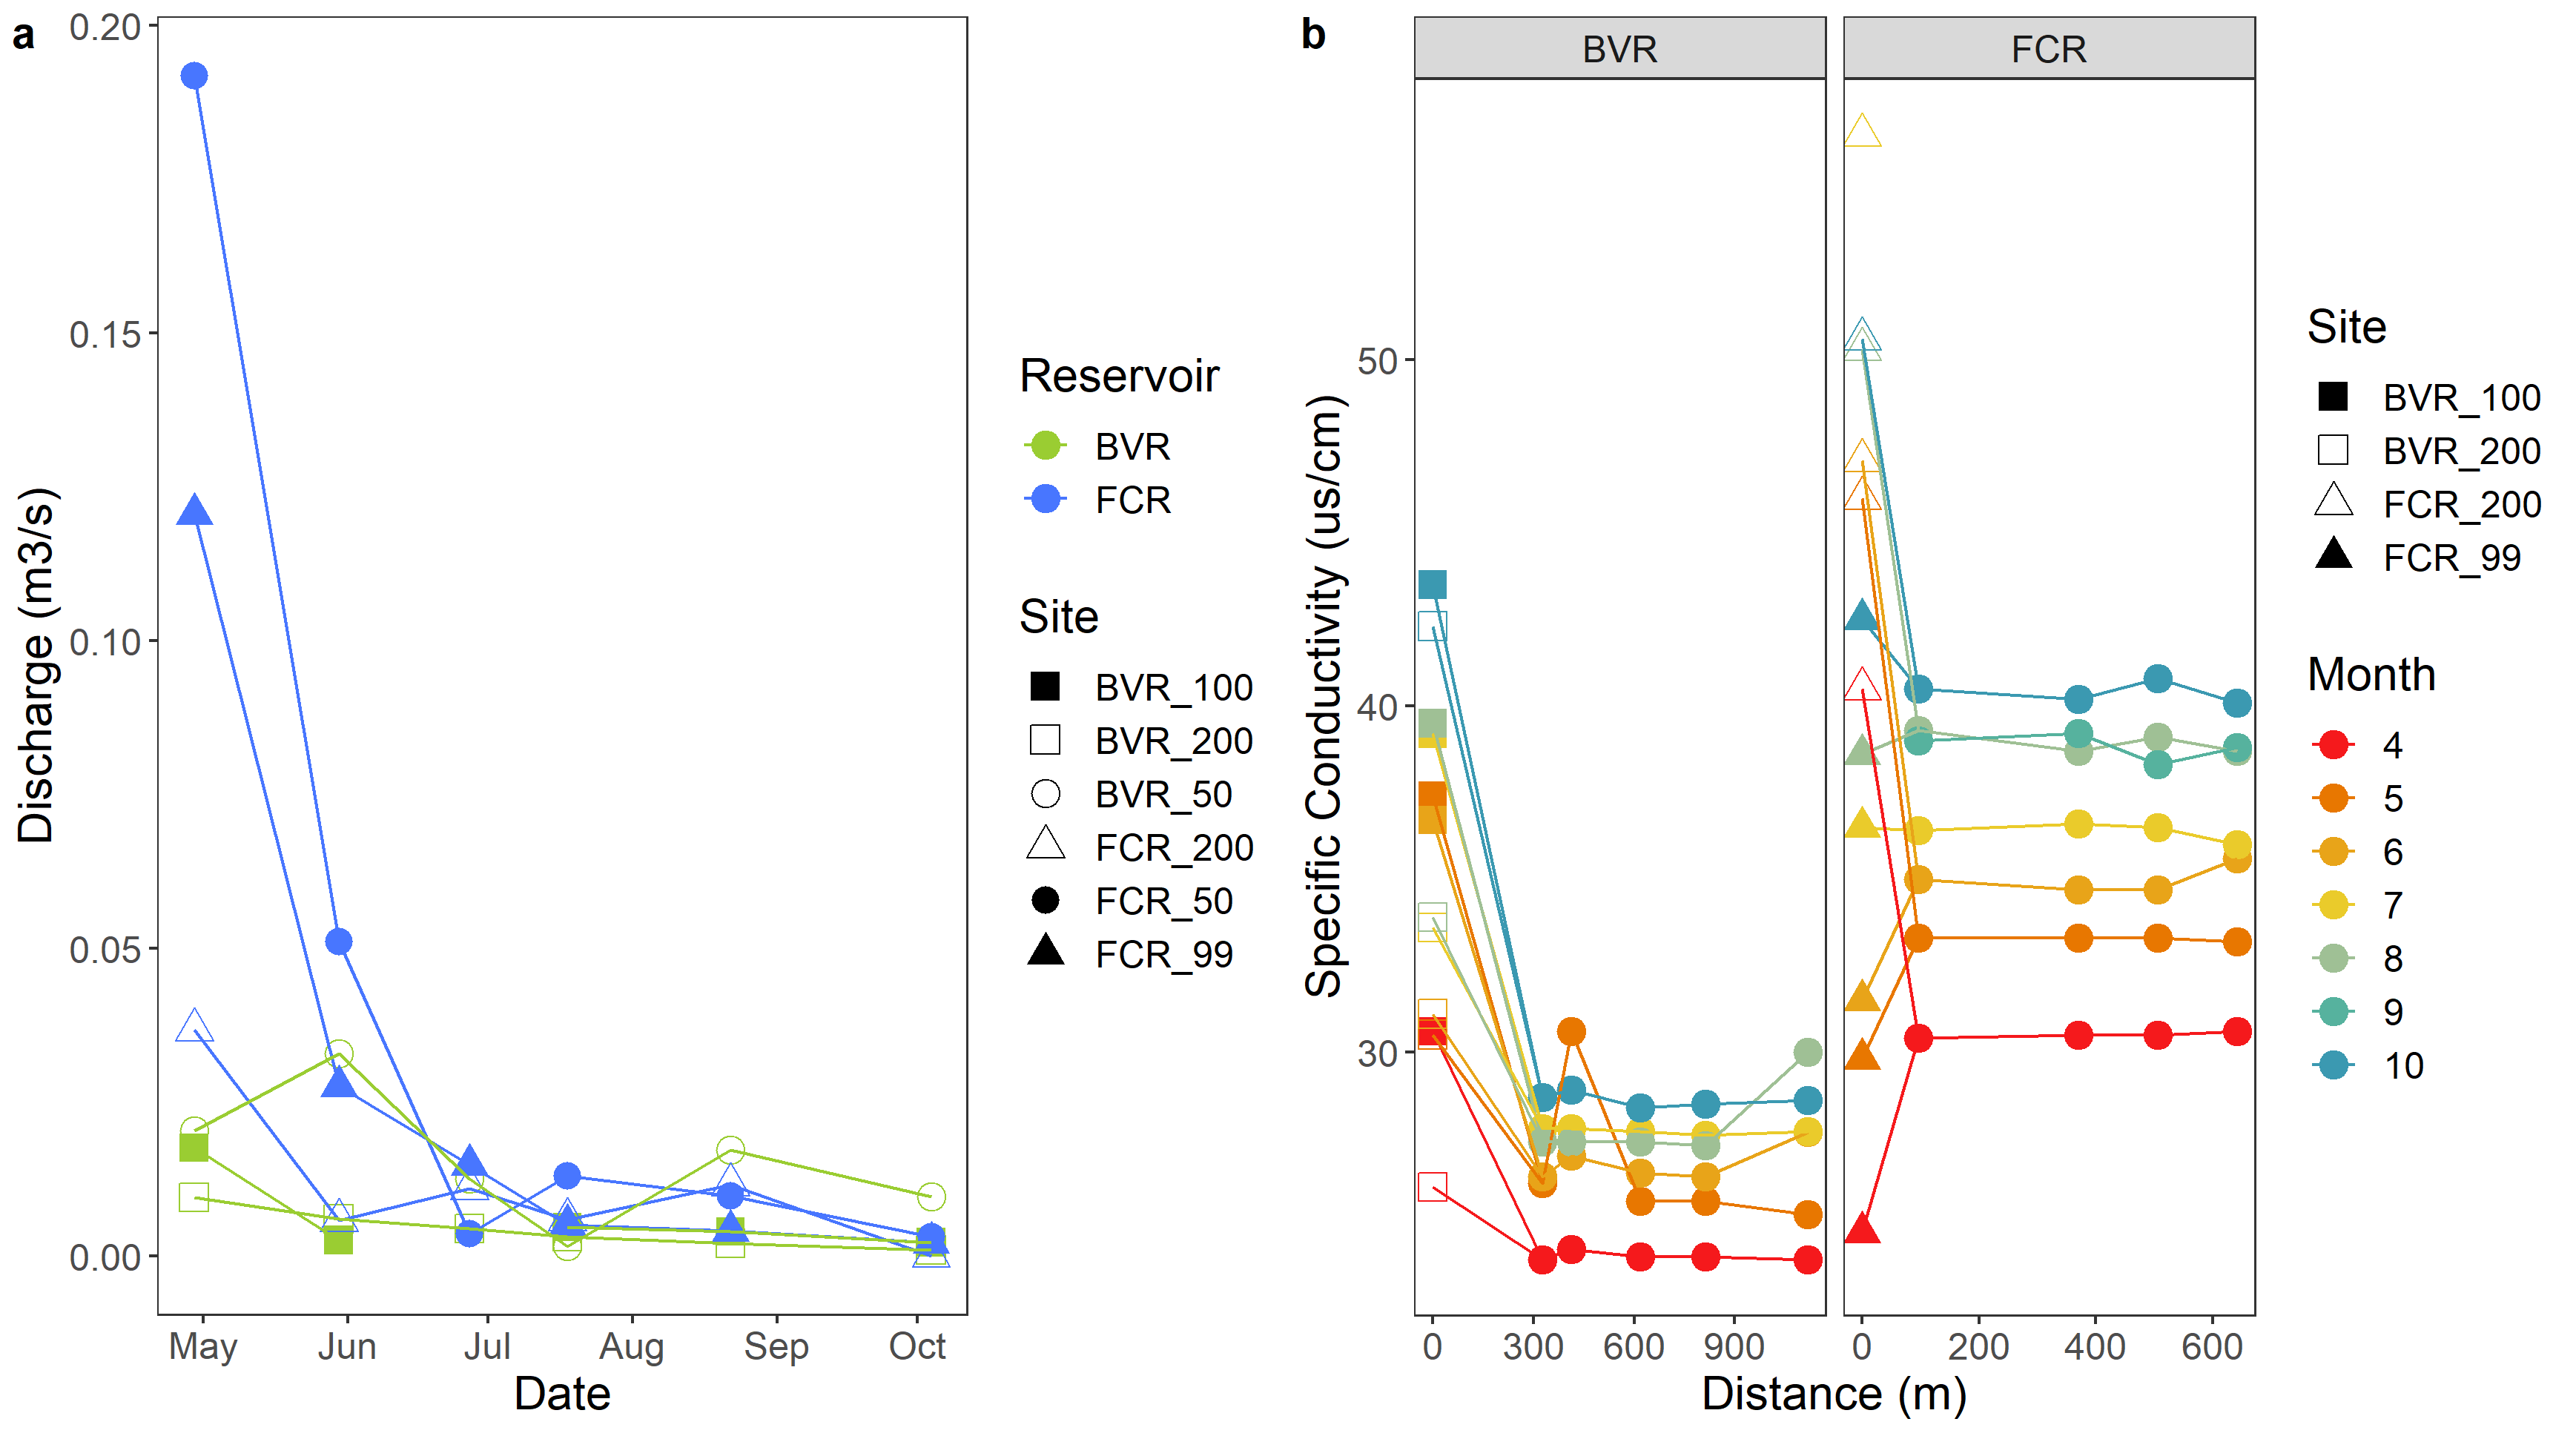 a
0.20
0.15
0.10
0.05
0.00
Discharge (m3/s)
May Jun Jul Aug Sep Oct
Date
Reservoir
BVR
FCR
Site
BVR_100
BVR_200
BVR_50
FCR_200
FCR_50
FCR_99
b
BVR FCR
50
40
30
Specific Conductivity (us/cm)
0 300 600 900 0 200 400 600
Distance (m)
Site
BVR_100
BVR_200
FCR_200
FCR_99
Month
4
5
6
7
8
9
10